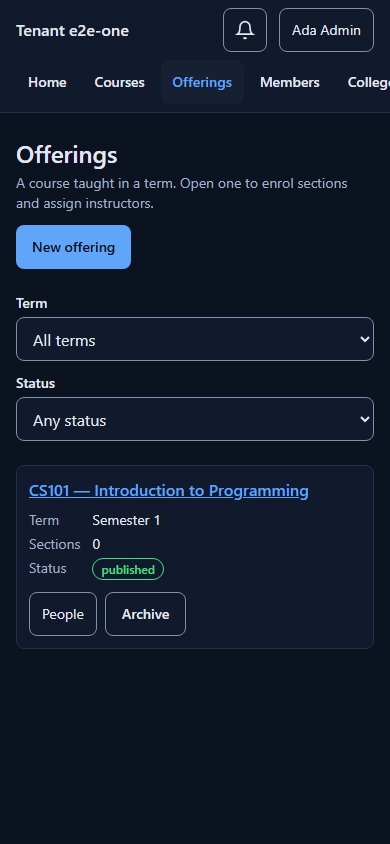 Tenant e2e-one
Ada Admin
Home Courses Offerings Members
Offerings
A course taught in a term. Open one to enrol sections
and assign instructors.
New offering
Term
All terms
Status
Any status
CS101 — Introduction to Programming
Term Semester 1
Sections 0
Status published
People Archive